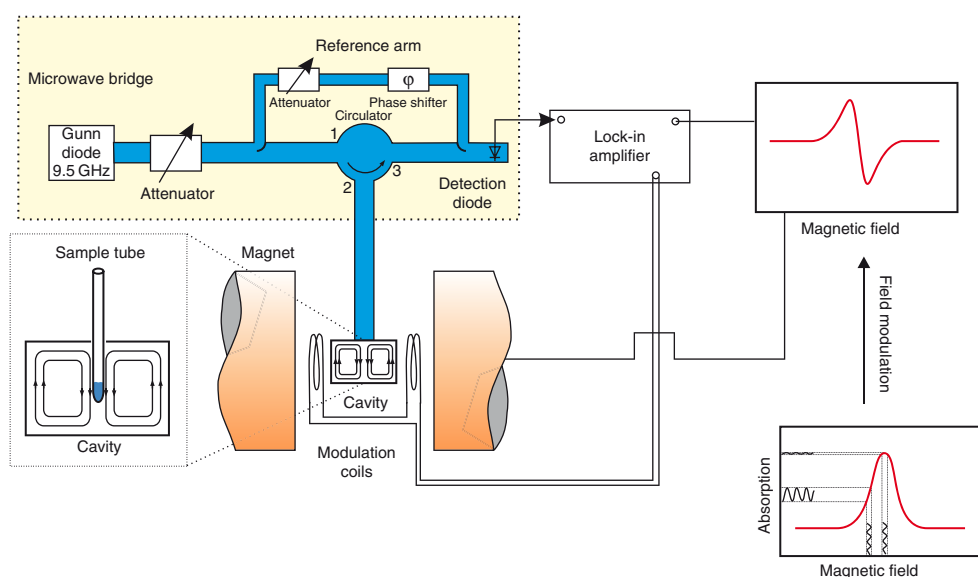 Reference arm
Microwave bridge
Attenuator
φ
Phase shifter
Circulator
1
2
3
Gunn
diode
9.5 GHz
Attenuator
Detection
diode
Lock-in
amplifier
Magnetic field
Sample tube
Cavity
Magnet
Cavity
Modulation
coils
Field modulation
Absorption
Magnetic field